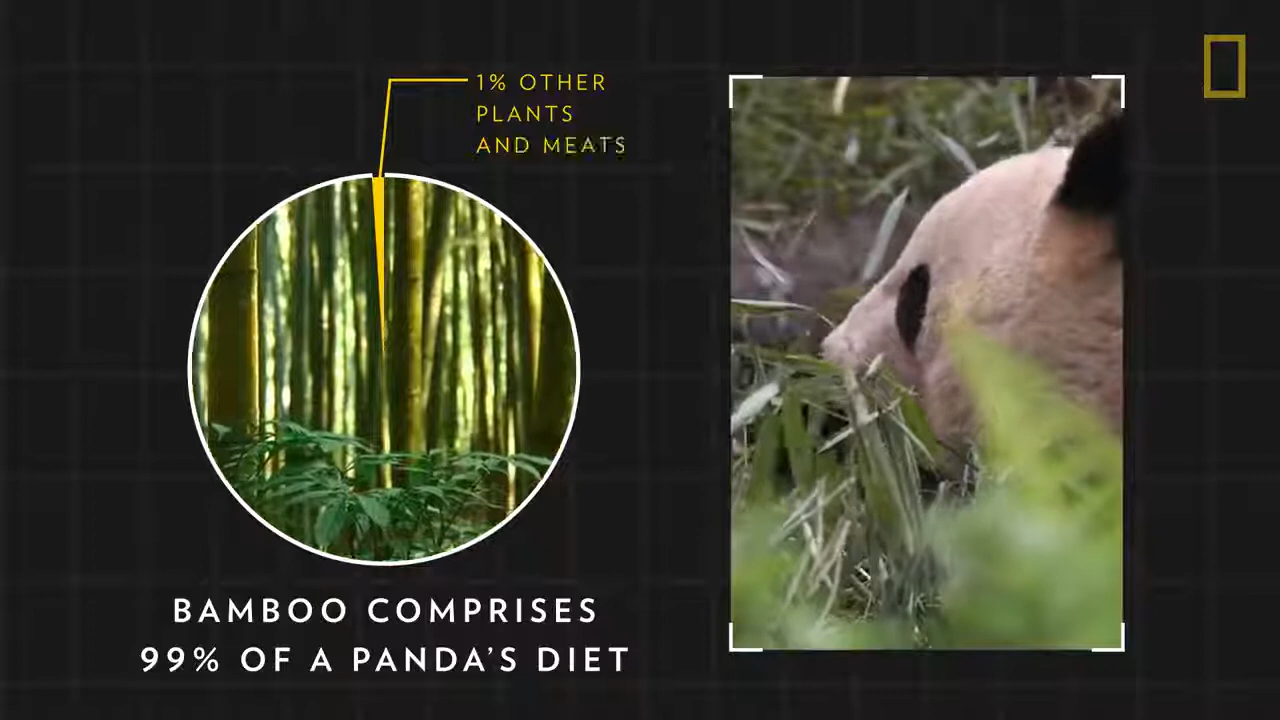 1% OTHER
PLANTS
AND MEATS
BAMBOO COMPRISES
99% OF A PANDA'S DIET